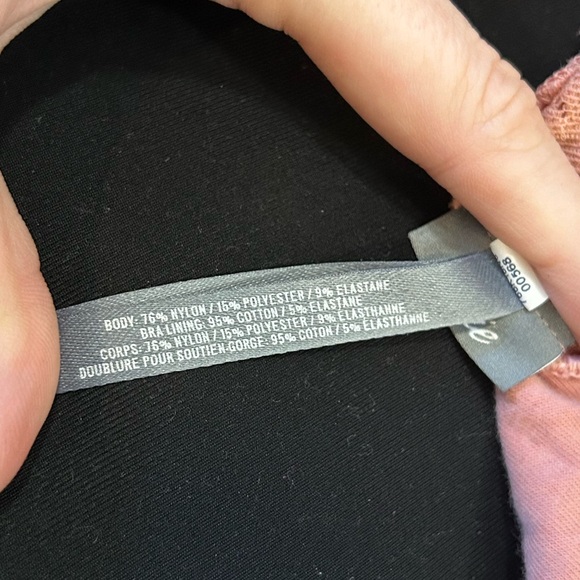 BODY: 76% NYLON / 15% POLYESTER / 9% ELASTANE
BRA LINING: 95% COTTON / 5% ELASTANE
CORPS: 76% NYLON / 15% POLYESTER / 9% ELASTHANNE
DOUBLURE POUR SOUTIEN-GORGE: 95% COTON / 5% ELASTHANNE
00568